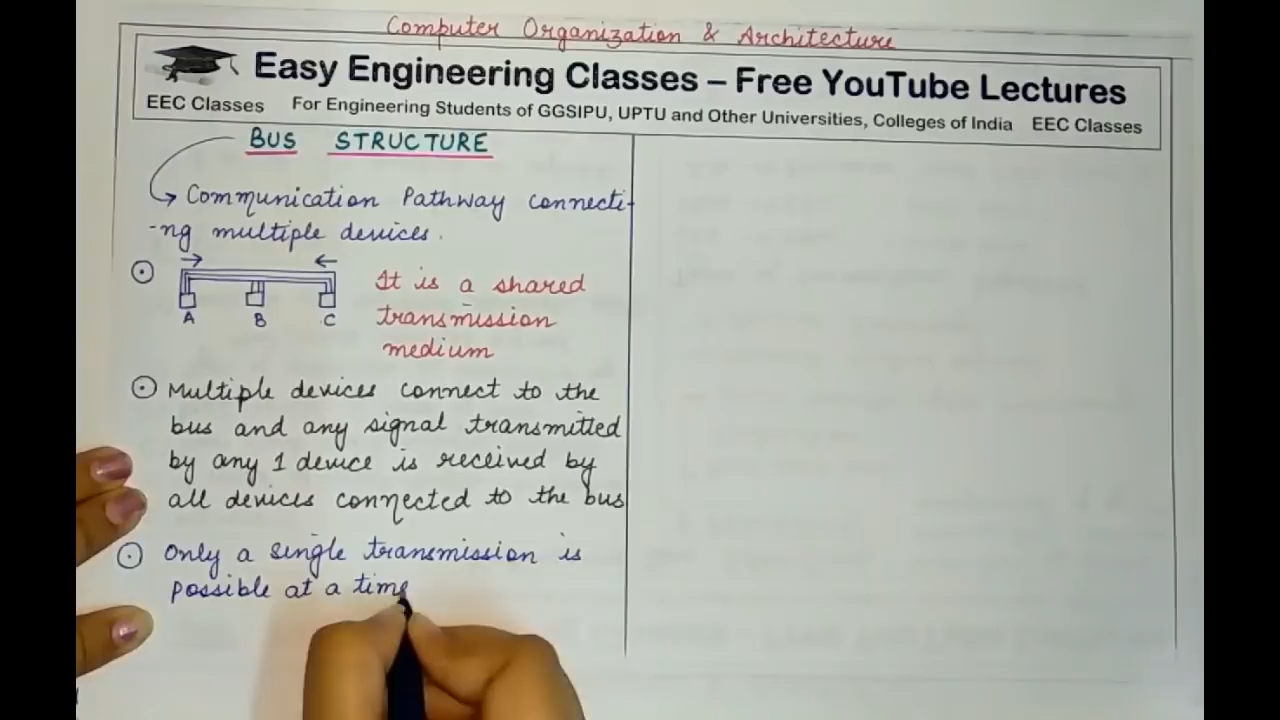 Computer Organization & Architecture
Easy Engineering Classes – Free YouTube Lectures
EEC Classes For Engineering Students of GGSIPU, UPTU and Other Universities, Colleges of India EEC Classes
BUS STRUCTURE
Communication Pathway connecti-
-ng multiple devices.
A B C
It is a shared
transmission
medium
Multiple devices connect to the
bus and any signal transmitted
by any 1 device is received by
all devices connected to the bus
Only a single transmission is
possible at a time